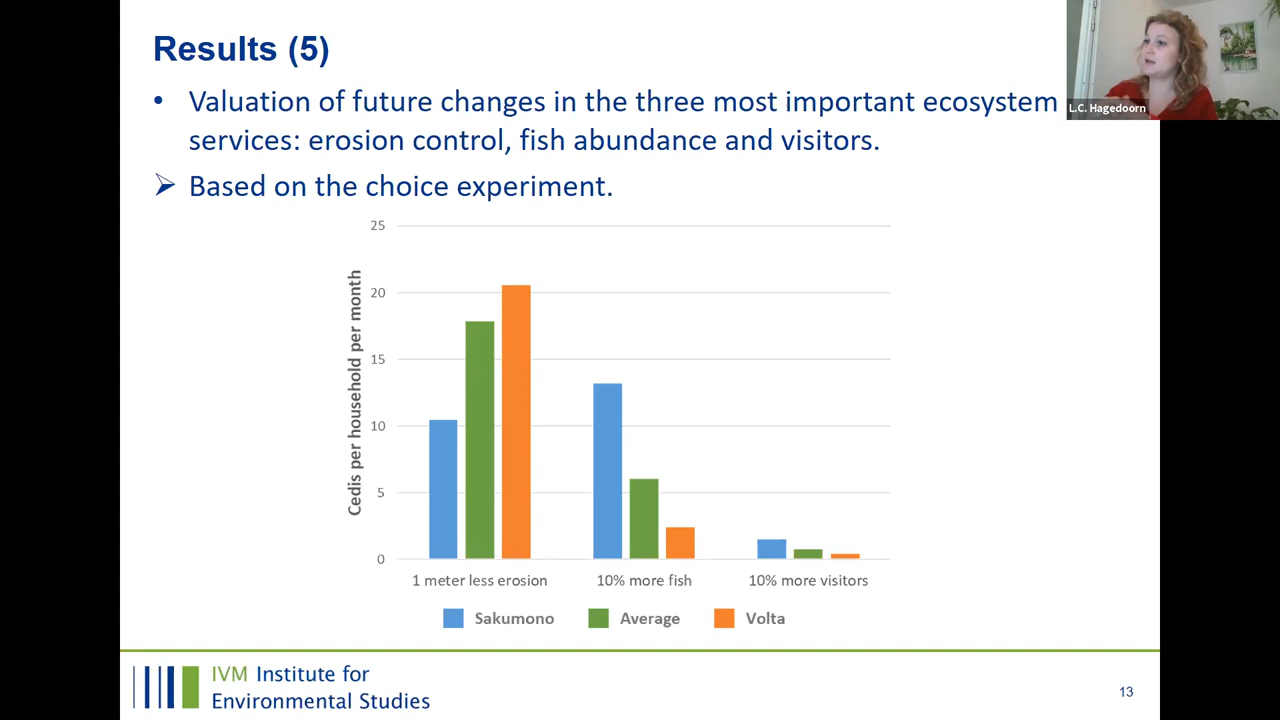 Results (5)
• Valuation of future changes in the three most important ecosystem
services: erosion control, fish abundance and visitors.
➢ Based on the choice experiment.
L.C. Hagedoorn
Cedis per household per month
25
20
15
10
5
0
1 meter less erosion
10% more fish
10% more visitors
Sakumono
Average
Volta
IVM Institute for
Environmental Studies
13